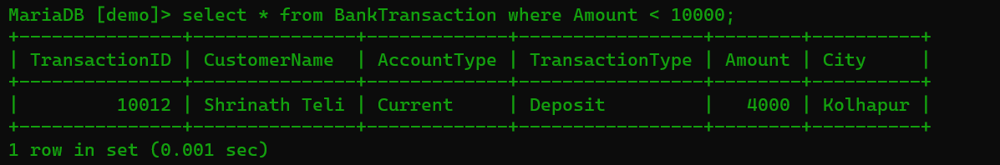 MariaDB [demo]> select * from BankTransaction where Amount < 10000;
+---------------+---------------+-------------+-----------------+--------+----------+
| TransactionID | CustomerName  | AccountType | TransactionType | Amount | City     |
+---------------+---------------+-------------+-----------------+--------+----------+
|         10012 | Shrinath Teli | Current     | Deposit         |   4000 | Kolhapur |
+---------------+---------------+-------------+-----------------+--------+----------+
1 row in set (0.001 sec)